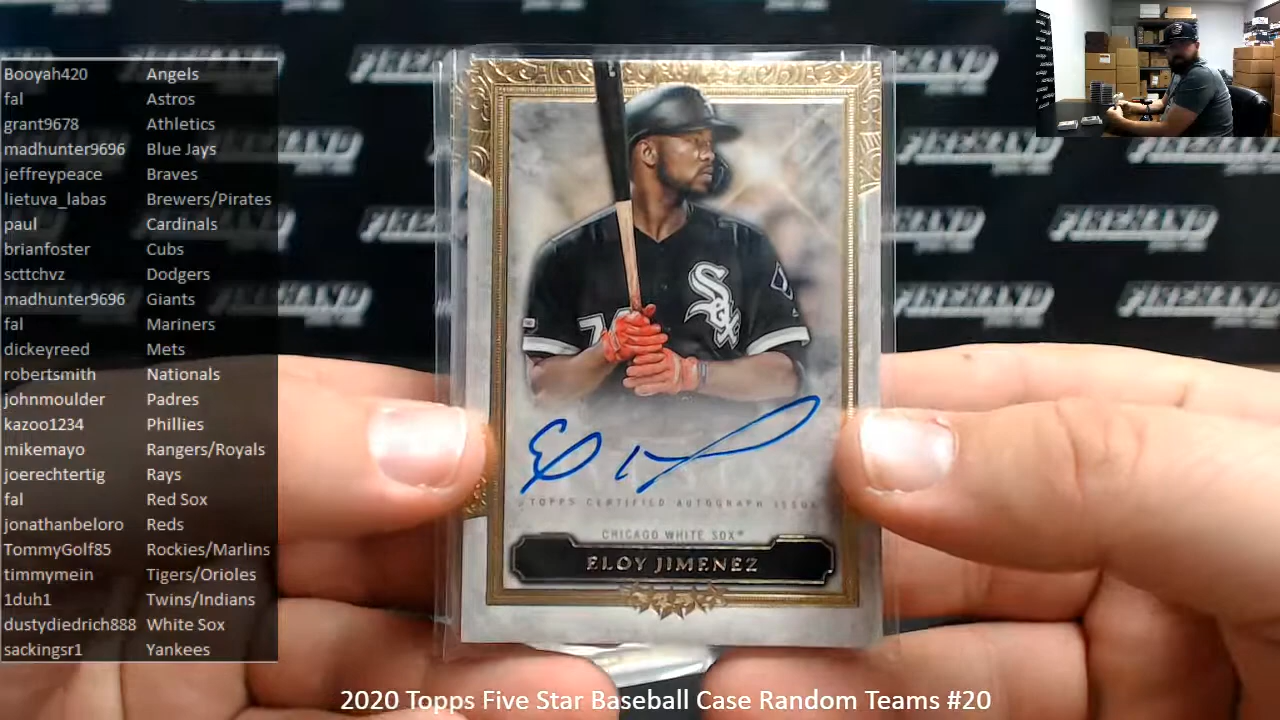 Booyah420 Angels
fal Astros
grant9678 Athletics
madhunter9696 Blue Jays
jeffreypeace Braves
lietuva_labas Brewers/Pirates
paul Cardinals
brianfoster Cubs
scttchvz Dodgers
madhunter9696 Giants
fal Mariners
dickeyreed Mets
robertsmith Nationals
johnmoulder Padres
kazoo1234 Phillies
mikemayo Rangers/Royals
joerechtertig Rays
fal Red Sox
jonathanbeloro Reds
TommyGolf85 Rockies/Marlins
timmymein Tigers/Orioles
1duh1 Twins/Indians
dustydiedrich888 White Sox
sackingsr1 Yankees
FIREHAND
Sox
TOPPS CERTIFIED AUTOGRAPH ISSUE
CHICAGO WHITE SOX
ELOY JIMENEZ
2020 Topps Five Star Baseball Case Random Teams #20